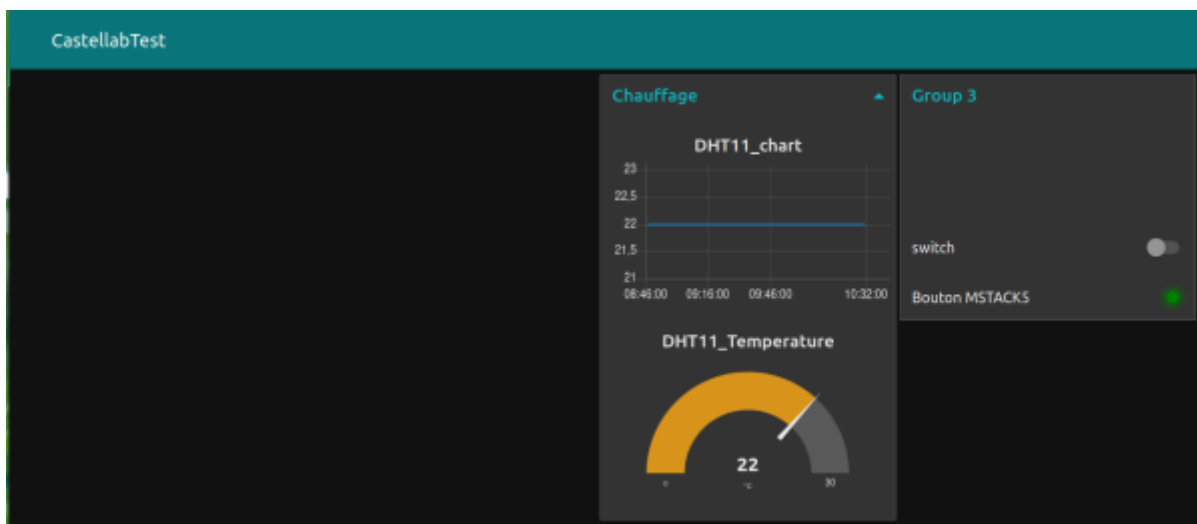 CastellabTest
Chauffage
DHT11_chart
23
22,5
22
21,5
21
08:46:00 09:16:00 09:46:00 10:32:00
DHT11_Temperature
22
0 °C 30
Group 3
switch
Bouton MSTACK5